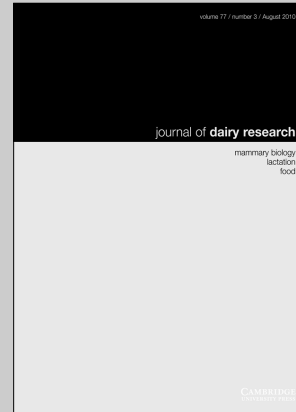 volume 77 / number 3 / August 2010
journal of dairy research
mammary biology
lactation
food
CAMBRIDGE
UNIVERSITY PRESS